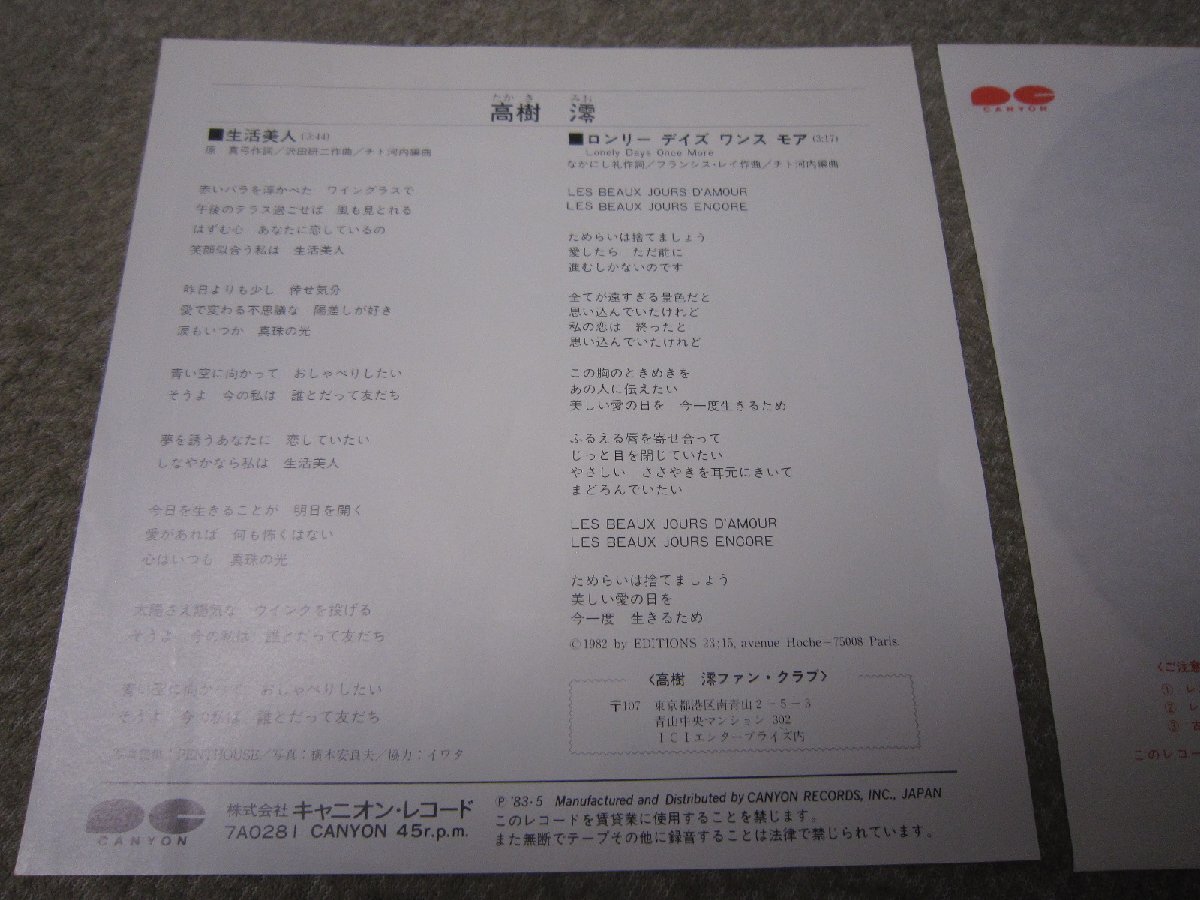 高樹 澪
たかき みお
■生活美人 (3:44)
原 真弓作詞／沢田研二作曲／チト河内編曲
赤いバラを浮かべた ワイングラスで
午後のテラス過ごせば 風も見とれる
はずむ心 あなたに恋しているの
笑顔似合う私は 生活美人
昨日よりも少し 倖せ気分
愛で変わる不思議な 陽差しが好き
涙もいつか 真珠の光
青い空に向かって おしゃべりしたい
そうよ 今の私は 誰とだって友だち
夢を誘うあなたに 恋していたい
しなやかなら私は 生活美人
今日を生きることが 明日を開く
愛があれば 何も怖くはない
心はいつも 真珠の光
太陽さえ陽気な ウインクを投げる
そうよ 今の私は 誰とだって友だち
青い空に向かって おしゃべりしたい
そうよ 今の私は 誰とだって友だち
PENTHOUSE／写真：橋本安良夫／協力：イワタ
■ロンリー デイズ ワンス モア (3:17)
Lonely Days Once More
なかにし礼作詞／フランシス・レイ作曲／チト河内編曲
LES BEAUX JOURS D'AMOUR
LES BEAUX JOURS ENCORE
ためらいは捨てましょう
愛したら ただ前に
進むしかないのです
全てが遠すぎる景色だと
思い込んでいたけれど
私の恋は 終ったと
思い込んでいたけれど
この胸のときめきを
あの人に伝えたい
美しい愛の日を 今一度生きるため
ふるえる唇を寄せ合って
じっと目を閉じていたい
やさしい ささやきを耳元にきいて
まどろんでいたい
LES BEAUX JOURS D'AMOUR
LES BEAUX JOURS ENCORE
ためらいは捨てましょう
美しい愛の日を
今一度 生きるため
©1982 by EDITIONS 23:15, avenue Hoche-75008 Paris.
〈高樹 澪ファン・クラブ〉
〒107 東京都港区南青山2-5-3
青山中央マンション 302
ICIエンタープライズ内
CANYON
株式会社 キャニオン・レコード
7A0281 CANYON 45r.p.m.
Ⓟ '83・5 Manufactured and Distributed by CANYON RECORDS, INC., JAPAN
このレコードを賃貸業に使用することを禁じます。
また無断でテープその他に録音することは法律で禁じられています。
CANYON
〈ご注意
① レ
② レ
③
このレコー